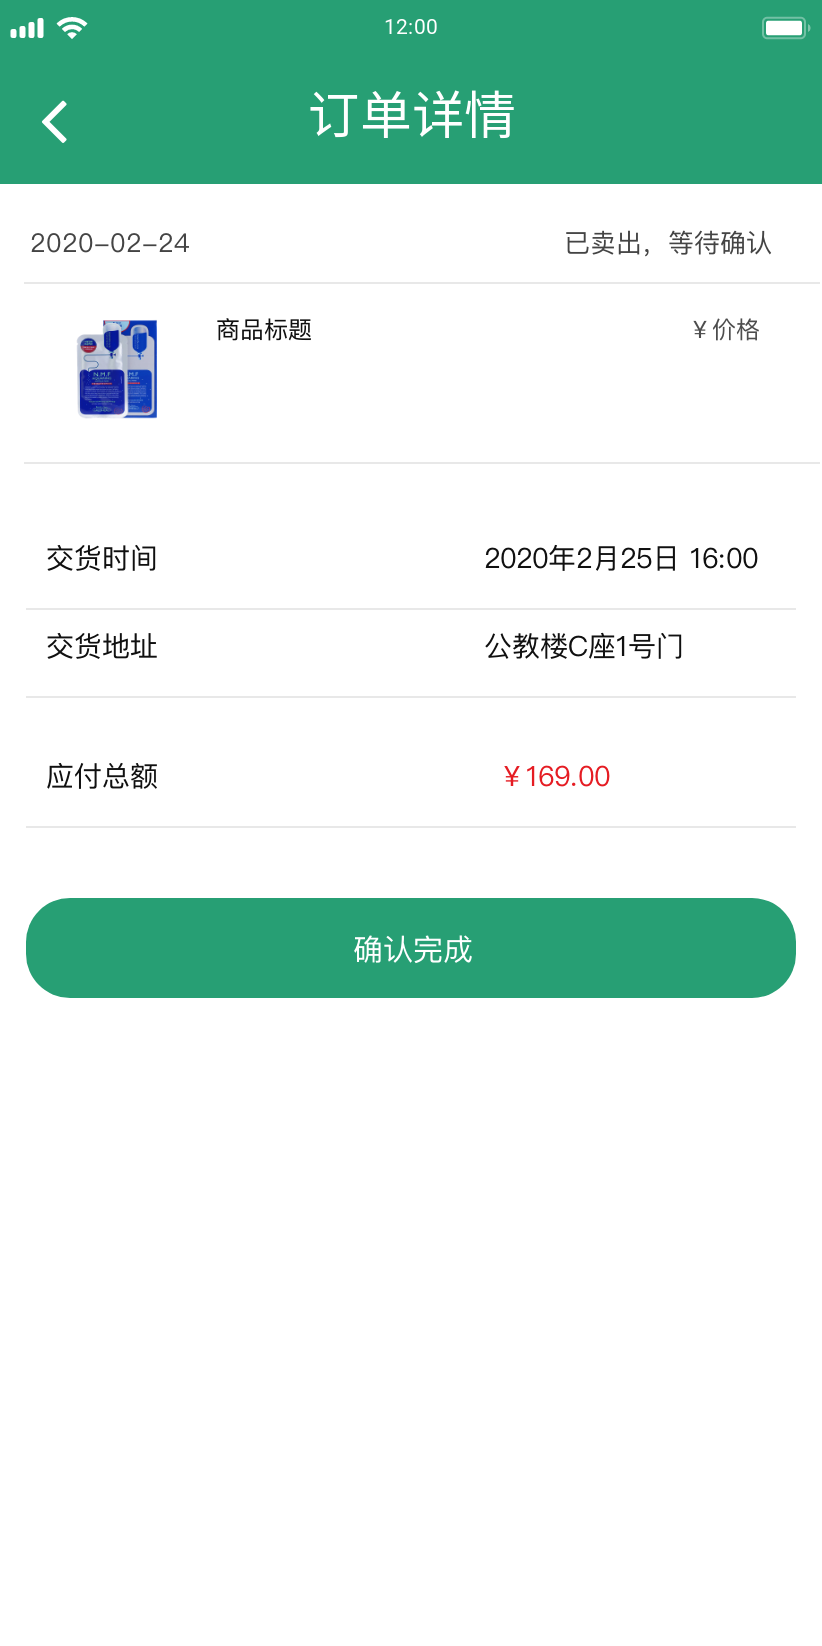 12:00
订单详情
2020-02-24 已卖出，等待确认
商品标题 ¥价格
N.M.F
交货时间 2020年2月25日 16:00
交货地址 公教楼C座1号门
应付总额 ¥169.00
确认完成